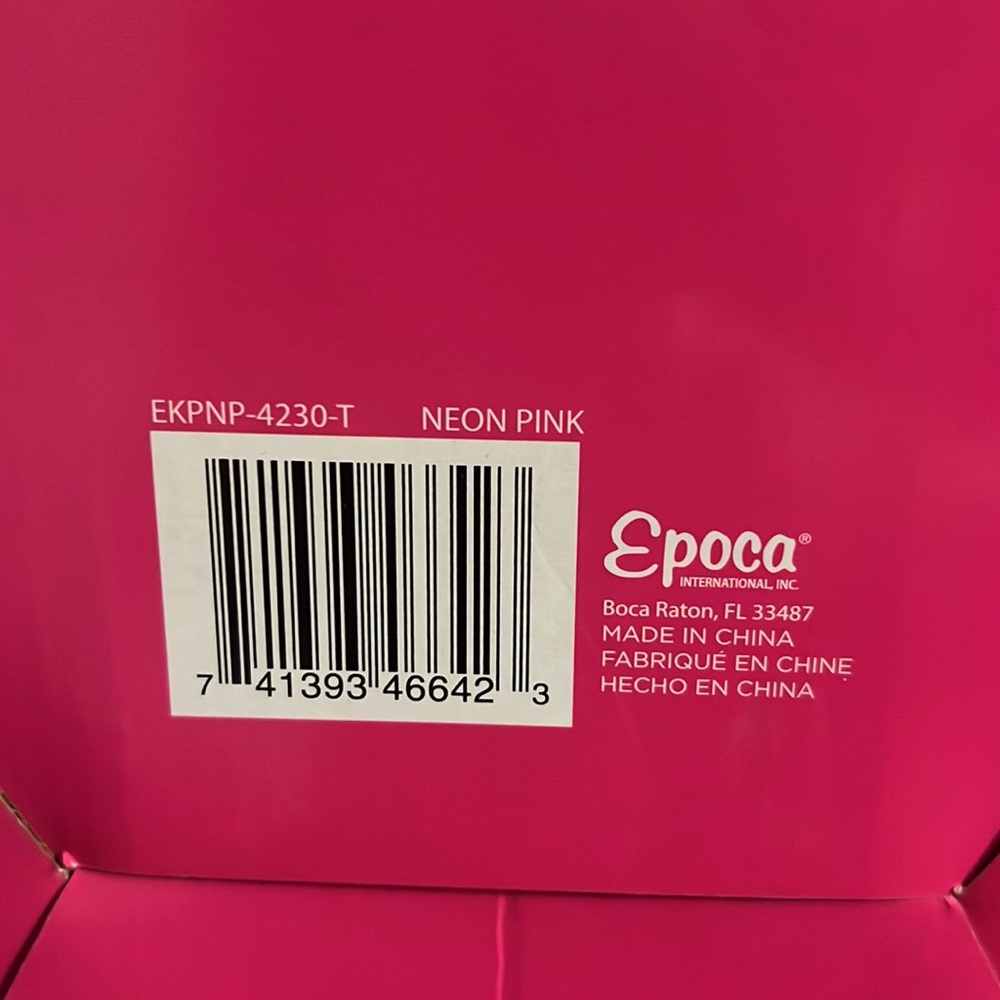 EKPNP-4230-T NEON PINK
7 41393 46642 3
Epoca®
INTERNATIONAL, INC.
Boca Raton, FL 33487
MADE IN CHINA
FABRIQUÉ EN CHINE
HECHO EN CHINA